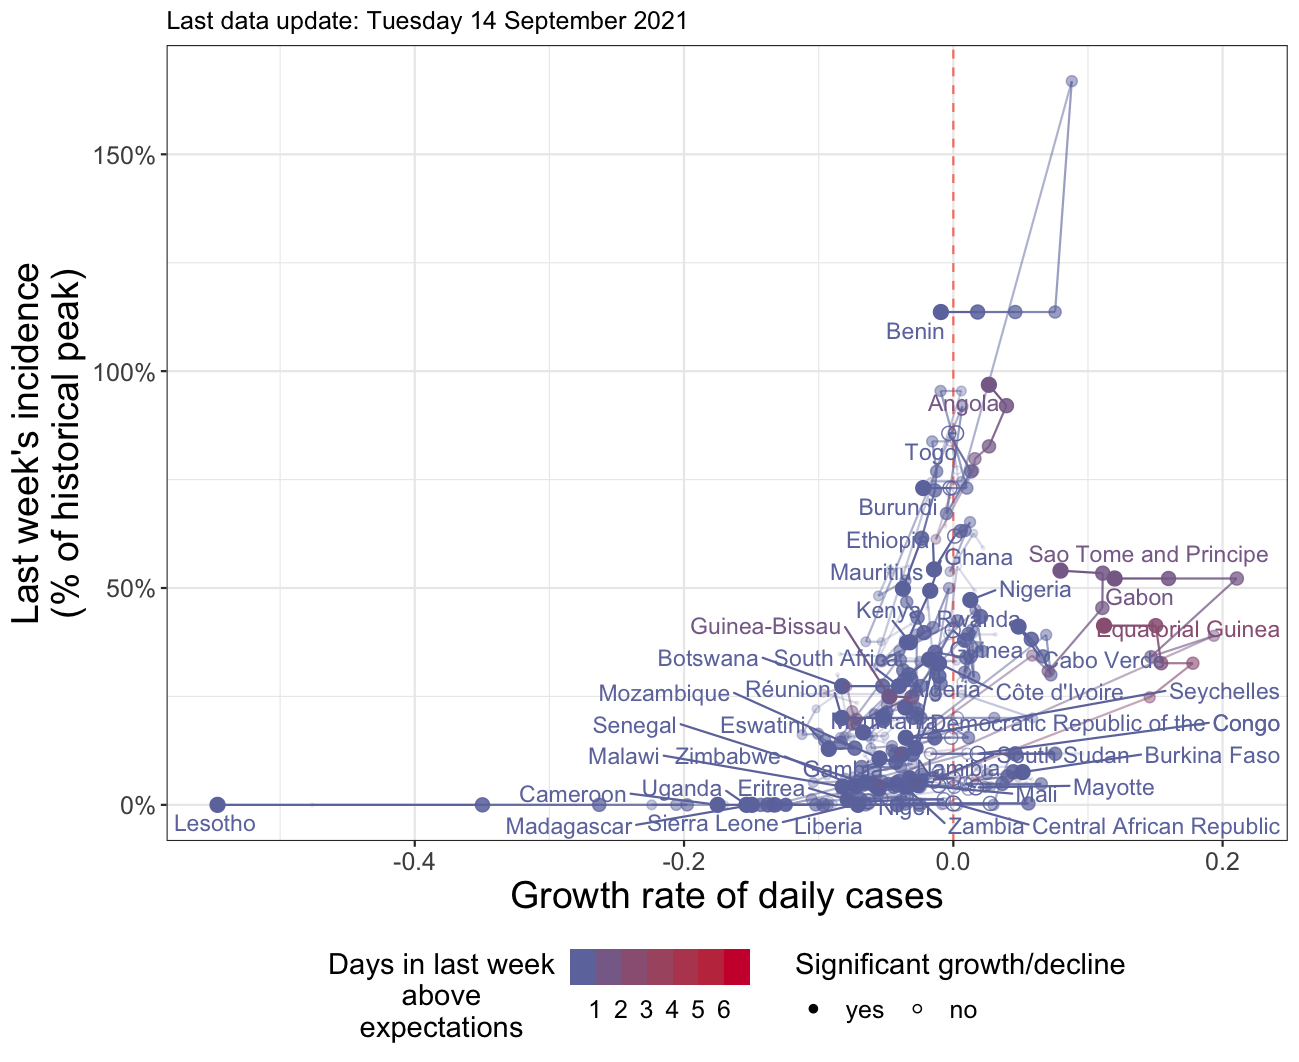 Last data update: Tuesday 14 September 2021
Last week's incidence
(% of historical peak)
150%
100%
50%
0%
Benin
Angola
Togo
Burundi
Ethiopia
Ghana
Sao Tome and Principe
Mauritius
Nigeria
Gabon
Kenya
Rwanda
Guinea-Bissau
Equatorial Guinea
Guinea
Botswana
South Africa
Cabo Verde
Mozambique
Réunion
Algeria
Côte d'Ivoire
Seychelles
Senegal
Eswatini
Mauritania
Democratic Republic of the Congo
Congo
Malawi
Zimbabwe
South Sudan
Burkina Faso
Gambia
Namibia
Cameroon
Uganda
Eritrea
Mali
Mayotte
Niger
Lesotho
Madagascar
Sierra Leone
Liberia
Zambia
Central African Republic
-0.4
-0.2
0.0
0.2
Growth rate of daily cases
Days in last week
above
expectations
1 2 3 4 5 6
Significant growth/decline
yes
no